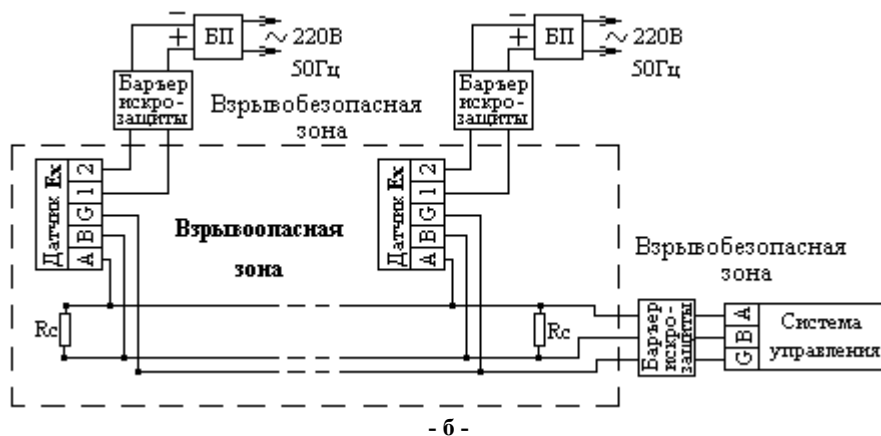 − БП ∼ 220В
+ 50Гц
− БП ∼ 220В
+ 50Гц
Барьер
искро-
защиты
Барьер
искро-
защиты
Взрывобезопасная
зона
Датчик Ex
2
1
G
B
A
Взрывоопасная
зона
Датчик Ex
2
1
G
B
A
Взрывобезопасная
зона
Rc
Rc
Барьер
искро-
защиты
A
B
G
Система
управления
- б -